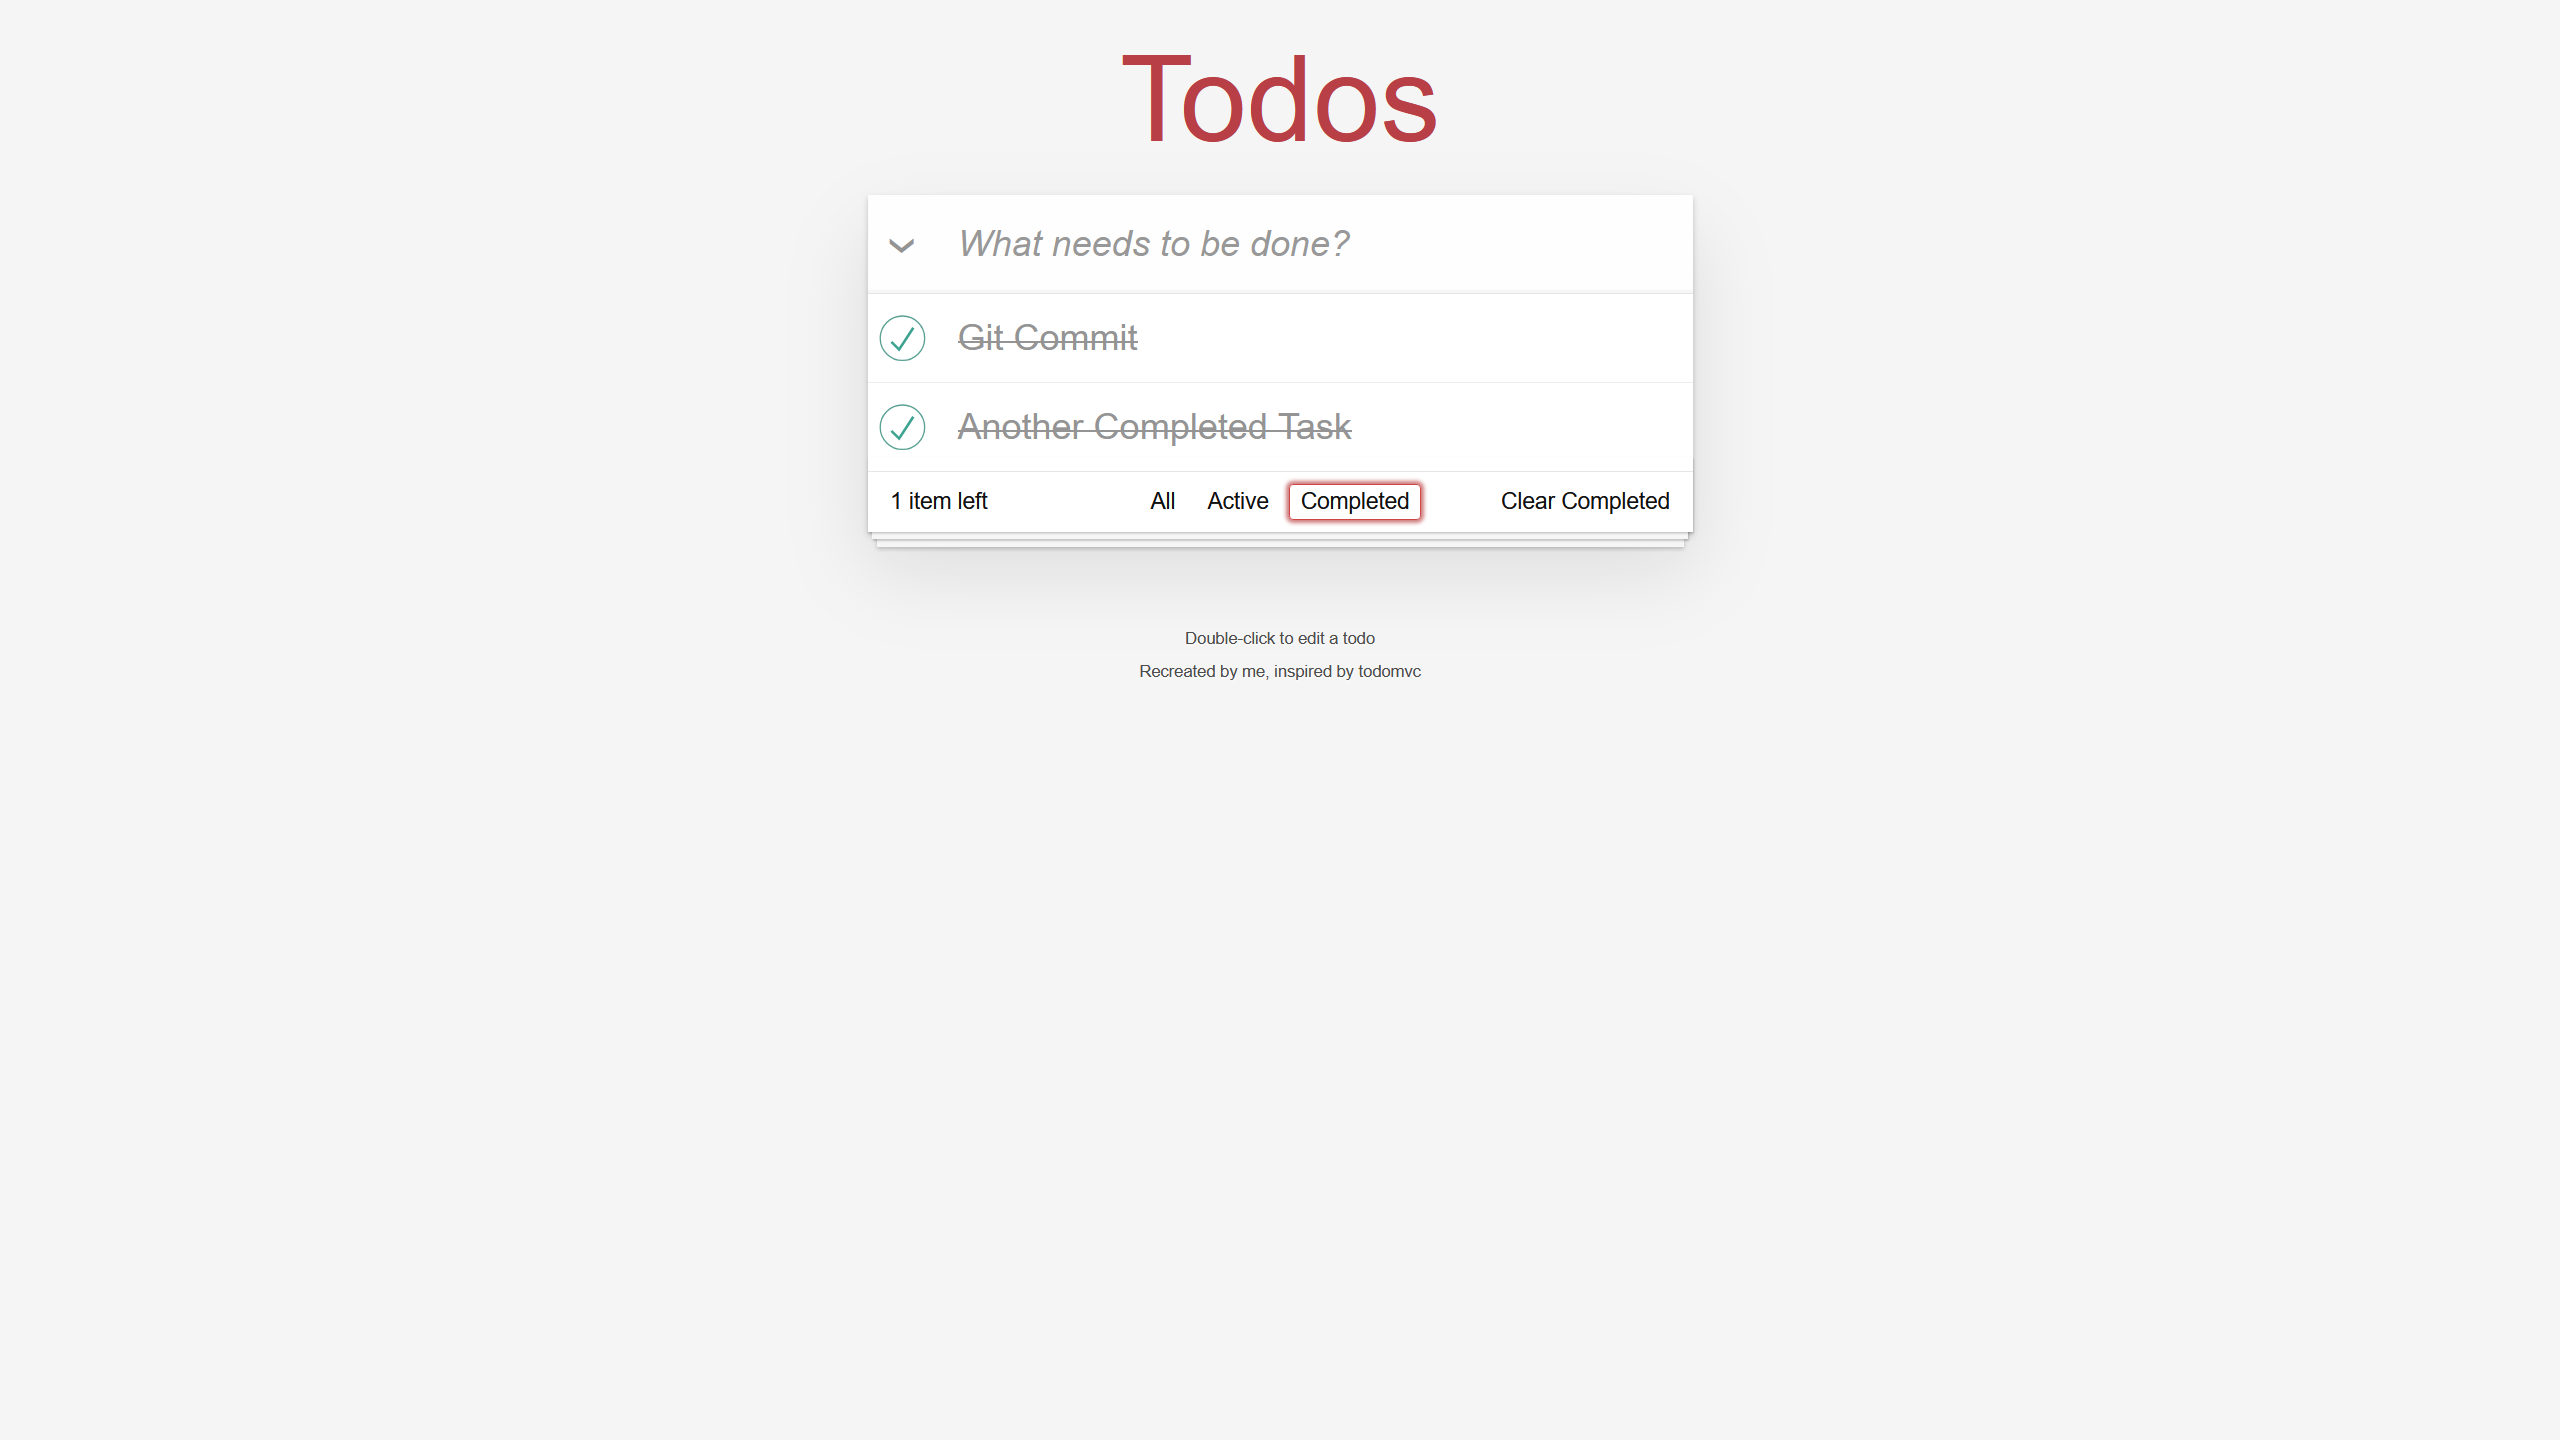 Todos
What needs to be done?
Git Commit
Another Completed Task
1 item left All Active Completed Clear Completed
Double-click to edit a todo
Recreated by me, inspired by todomvc